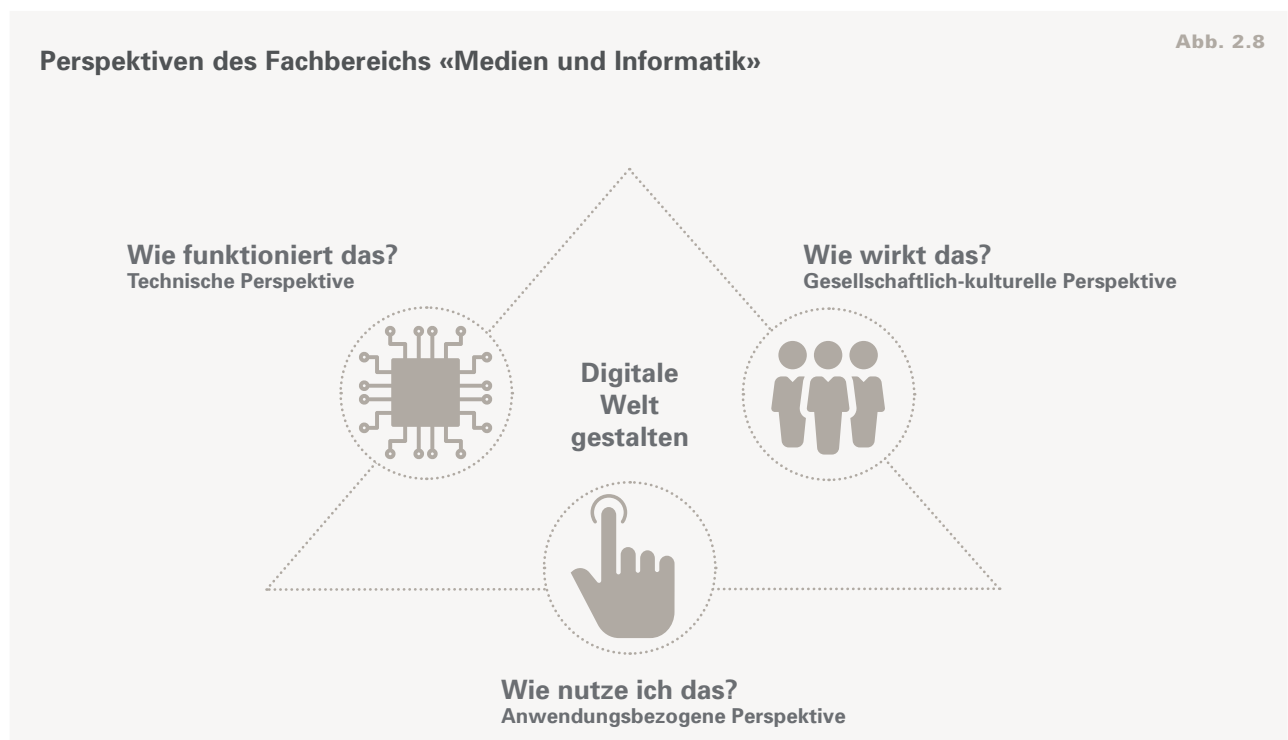 Abb. 2.8
Perspektiven des Fachbereichs «Medien und Informatik»
Wie funktioniert das?
Technische Perspektive
Wie wirkt das?
Gesellschaftlich-kulturelle Perspektive
Digitale
Welt
gestalten
Wie nutze ich das?
Anwendungsbezogene Perspektive